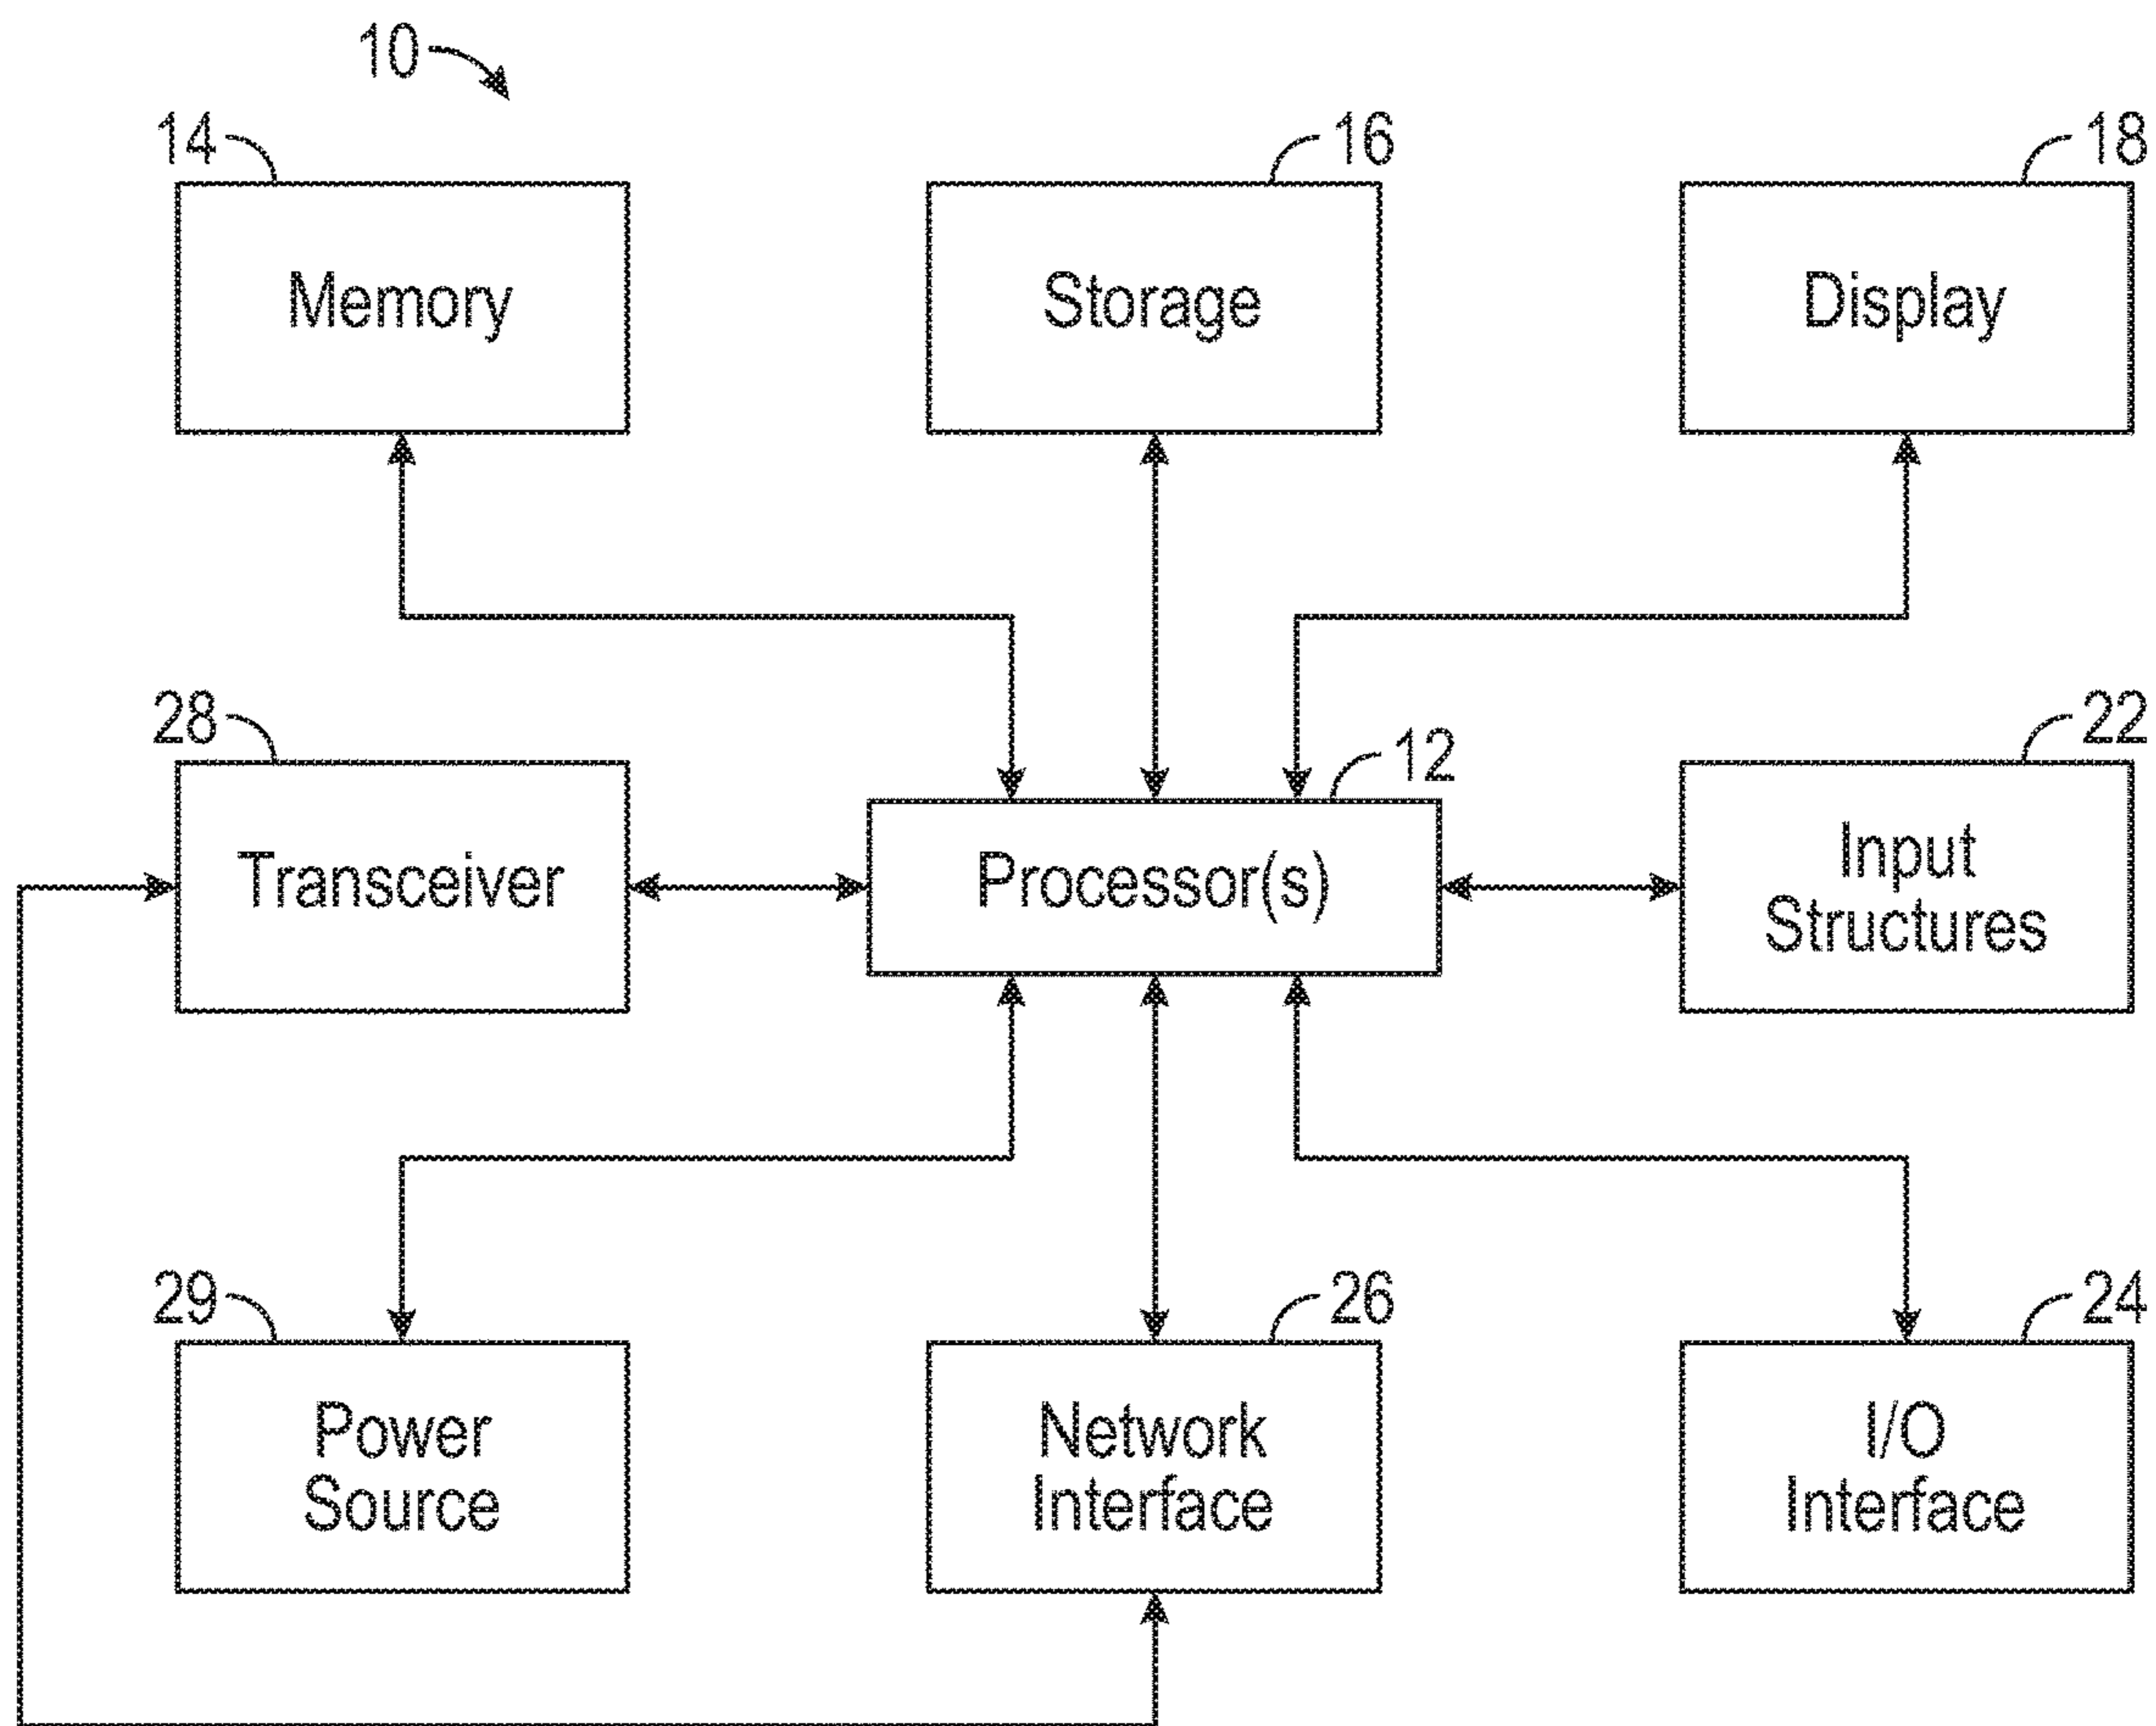 10
14
16
18
Memory
Storage
Display
28
12
22
Transceiver
Processor(s)
Input
Structures
29
26
24
Power
Source
Network
Interface
I/O
Interface